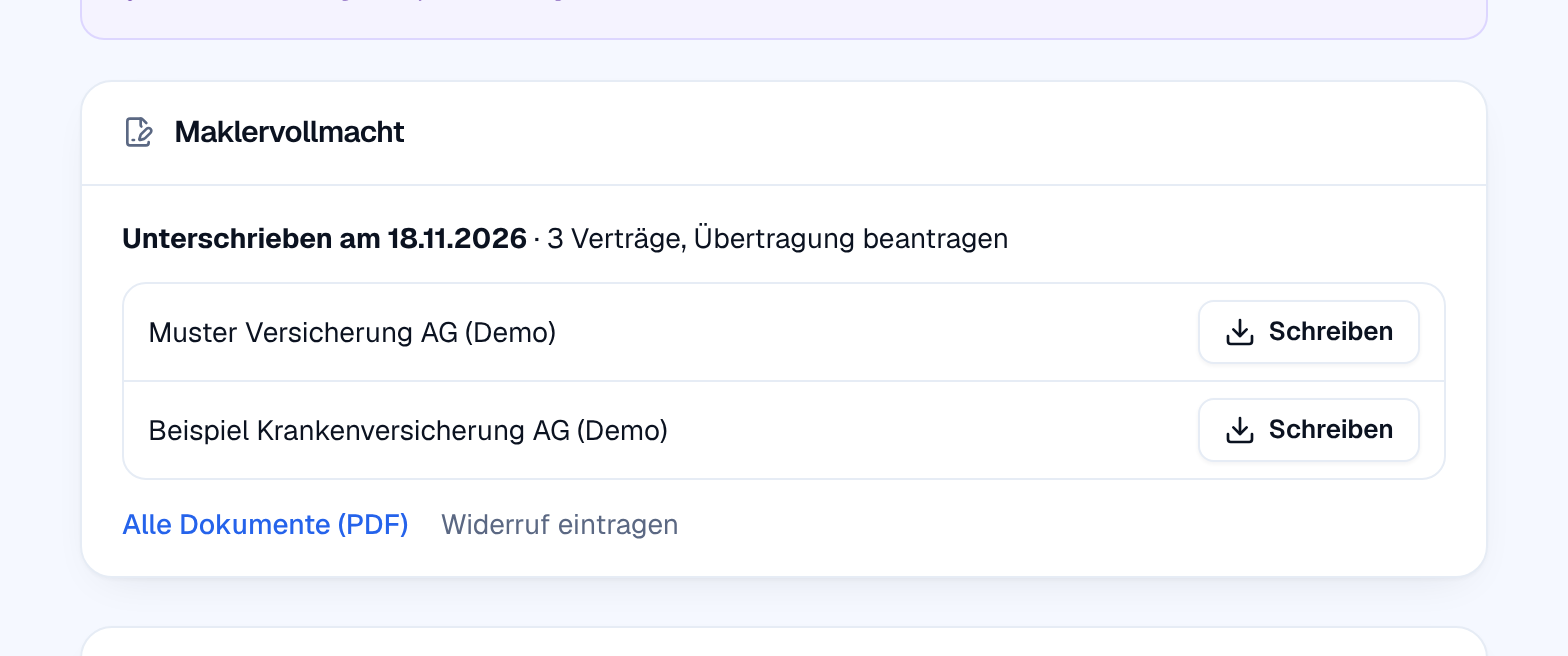 Maklervollmacht
Unterschrieben am 18.11.2026 · 3 Verträge, Übertragung beantragen
Muster Versicherung AG (Demo)
Schreiben
Beispiel Krankenversicherung AG (Demo)
Schreiben
Alle Dokumente (PDF)
Widerruf eintragen